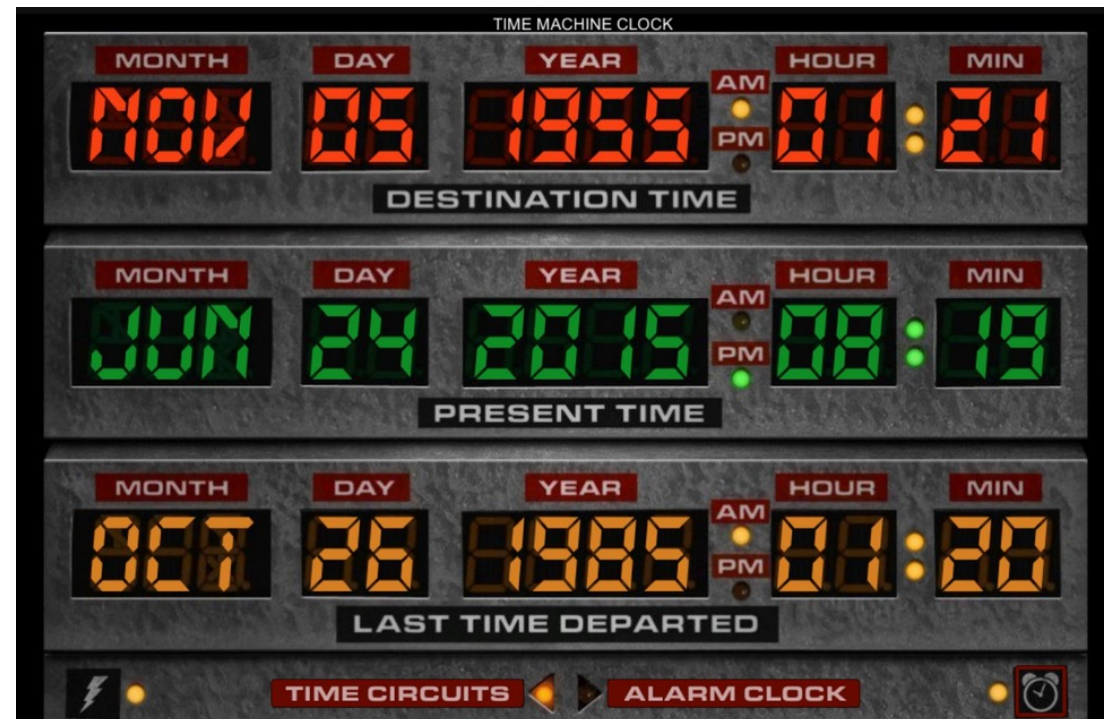 TIME MACHINE CLOCK
MONTH DAY YEAR HOUR MIN
AM
NOV 05 1955 01 : 21
PM
DESTINATION TIME
MONTH DAY YEAR HOUR MIN
AM
JUN 24 2015 08 : 19
PM
PRESENT TIME
MONTH DAY YEAR HOUR MIN
AM
OCT 26 1985 01 : 20
PM
LAST TIME DEPARTED
TIME CIRCUITS ALARM CLOCK